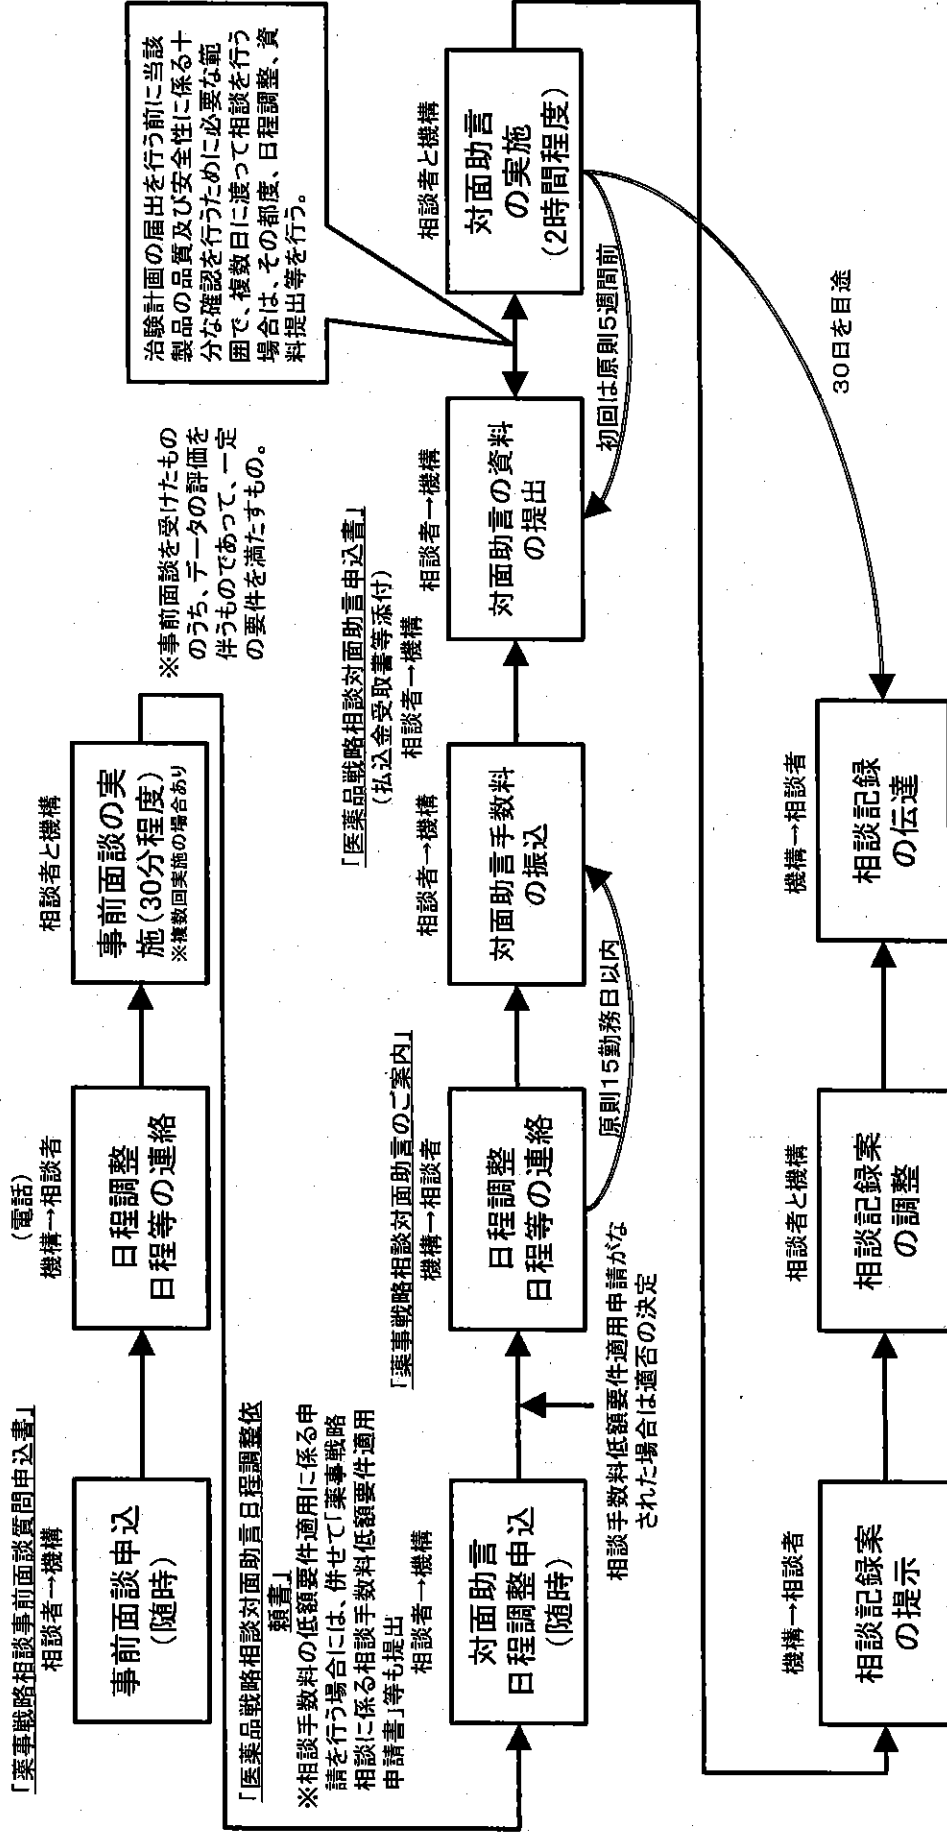 「薬事戦略相談事前面談質問申込書」
相談者→機構
事前面談申込
(随時)
(電話)
機構→相談者
日程調整
日程等の連絡
相談者と機構
事前面談の実
施(30分程度)
※複数回実施の場合あり
※事前面談を受けたもの
のうち、データの評価を
伴うものであって、一定
の要件を満たすもの。
「医薬品戦略相談対面助言日程調整依
頼書」
※相談手数料の低額要件適用に係る申
請を行う場合には、併せて「薬事戦略
相談に係る相談手数料低額要件適用
申請書」等も提出
相談者→機構
対面助言
日程調整申込
(随時)
相談手数料低額要件適用申請がな
された場合は適否の決定
「薬事戦略相談対面助言のご案内」
機構→相談者
日程調整
日程等の連絡
原則15勤務日以内
相談者→機構
対面助言手数料
の振込
「医薬品戦略相談対面助言申込書」
(払込金受取書等添付)
相談者→機構
相談者→機構
対面助言の資料
の提出
初回は原則5週間前
治験計画の届出を行う前に当該
製品の品質及び安全性に係る十
分な確認を行うために必要な範
囲で、複数日に渡って相談を行う
場合は、その都度、日程調整、資
料提出等を行う。
相談者と機構
対面助言
の実施
(2時間程度)
30日を目途
機構→相談者
相談記録案
の提示
相談者と機構
相談記録案
の調整
機構→相談者
相談記録
の伝達